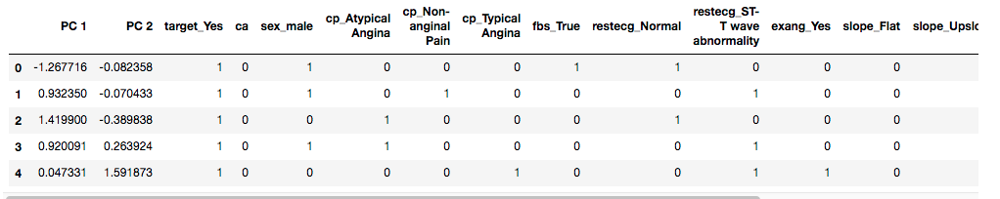 PC 1 PC 2 target_Yes ca sex_male cp_Atypical Angina cp_Non-anginal Pain cp_Typical Angina fbs_True restecg_Normal restecg_ST-T wave abnormality exang_Yes slope_Flat slope_Upslo
0 -1.267716 -0.082358 1 0 1 0 0 0 1 1 0 0 0
1 0.932350 -0.070433 1 0 1 0 1 0 0 0 1 0 0
2 1.419900 -0.389838 1 0 0 1 0 0 0 1 0 0 0
3 0.920091 0.263924 1 0 1 1 0 0 0 0 1 0 0
4 0.047331 1.591873 1 0 0 0 0 1 0 0 1 1 0